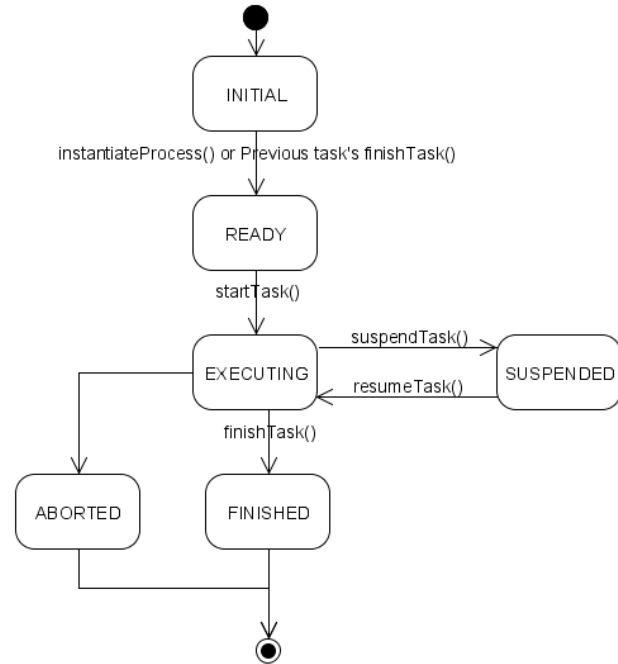 INITIAL
instantiateProcess() or Previous task's finishTask()
READY
startTask()
suspendTask()
EXECUTING
SUSPENDED
resumeTask()
finishTask()
ABORTED
FINISHED